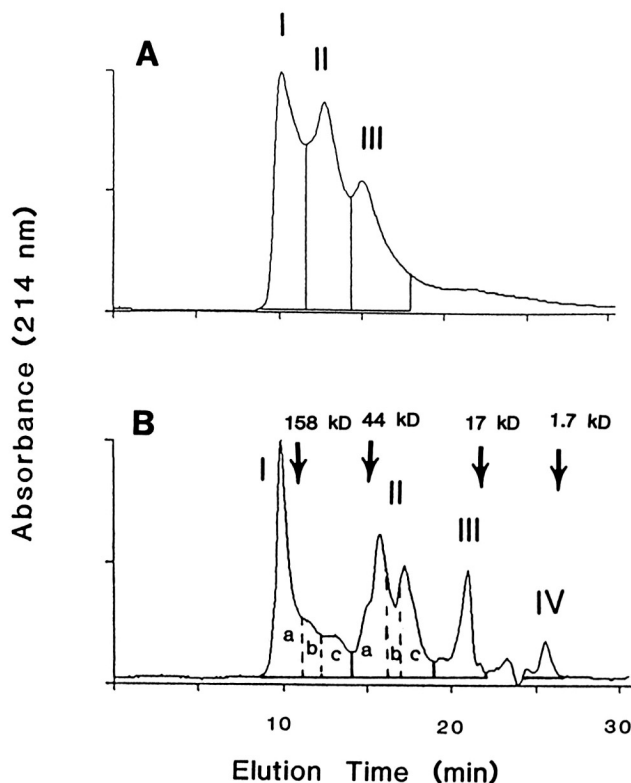 A
I
II
III
Absorbance (214 nm)
B
158 kD
44 kD
17 kD
1.7 kD
I
II
III
IV
a
b
c
a
b
c
10
20
30
Elution Time (min)